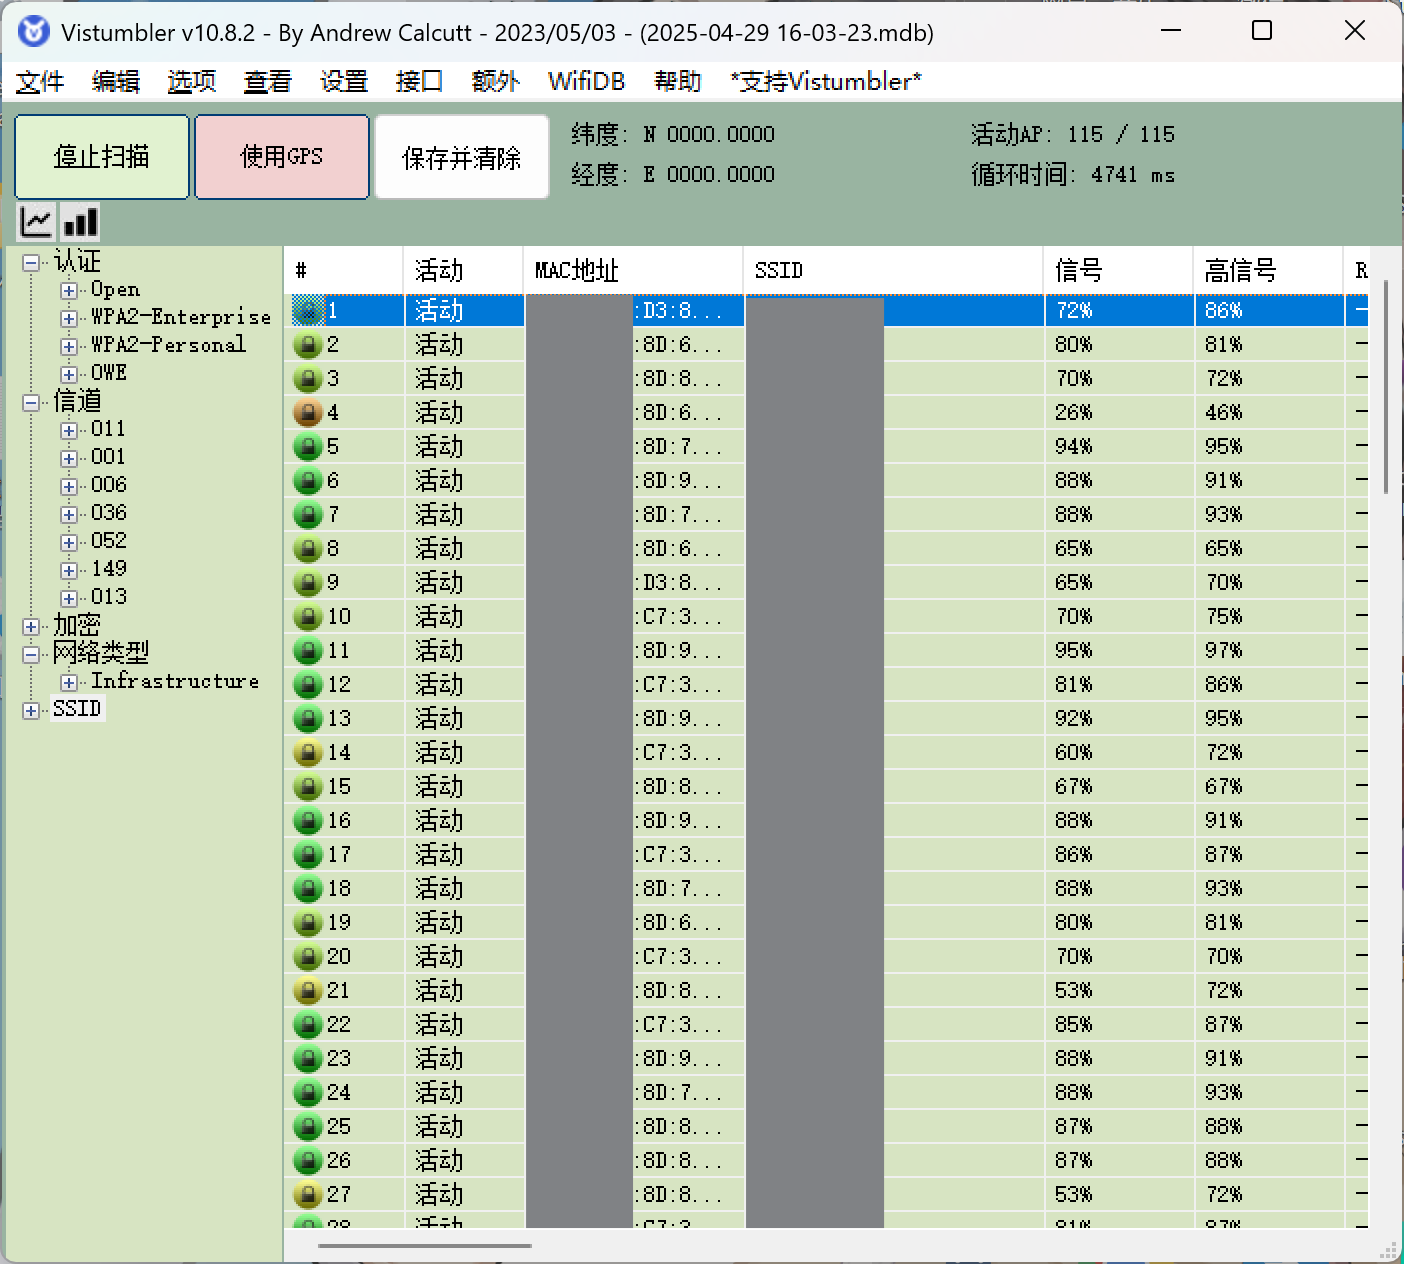 Vistumbler v10.8.2 - By Andrew Calcutt - 2023/05/03 - (2025-04-29 16-03-23.mdb)
文件 编辑 选项 查看 设置 接口 额外 WifiDB 帮助 *支持Vistumbler*
停止扫描 使用GPS 保存并清除
纬度: N 0000.0000
经度: E 0000.0000
活动AP: 115 / 115
循环时间: 4741 ms
认证
Open
WPA2-Enterprise
WPA2-Personal
OWE
信道
011
001
006
036
052
149
013
加密
网络类型
Infrastructure
SSID
# 活动 MAC地址 SSID 信号 高信号 R
1 活动 :D3:8... 72% 86% -
2 活动 :8D:6... 80% 81% -
3 活动 :8D:8... 70% 72% -
4 活动 :8D:6... 26% 46% -
5 活动 :8D:7... 94% 95% -
6 活动 :8D:9... 88% 91% -
7 活动 :8D:7... 88% 93% -
8 活动 :8D:6... 65% 65% -
9 活动 :D3:8... 65% 70% -
10 活动 :C7:3... 70% 75% -
11 活动 :8D:9... 95% 97% -
12 活动 :C7:3... 81% 86% -
13 活动 :8D:9... 92% 95% -
14 活动 :C7:3... 60% 72% -
15 活动 :8D:8... 67% 67% -
16 活动 :8D:9... 88% 91% -
17 活动 :C7:3... 86% 87% -
18 活动 :8D:7... 88% 93% -
19 活动 :8D:6... 80% 81% -
20 活动 :C7:3... 70% 70% -
21 活动 :8D:8... 53% 72% -
22 活动 :C7:3... 85% 87% -
23 活动 :8D:9... 88% 91% -
24 活动 :8D:7... 88% 93% -
25 活动 :8D:8... 87% 88% -
26 活动 :8D:8... 87% 88% -
27 活动 :8D:8... 53% 72% -
28 活动 :C7:3